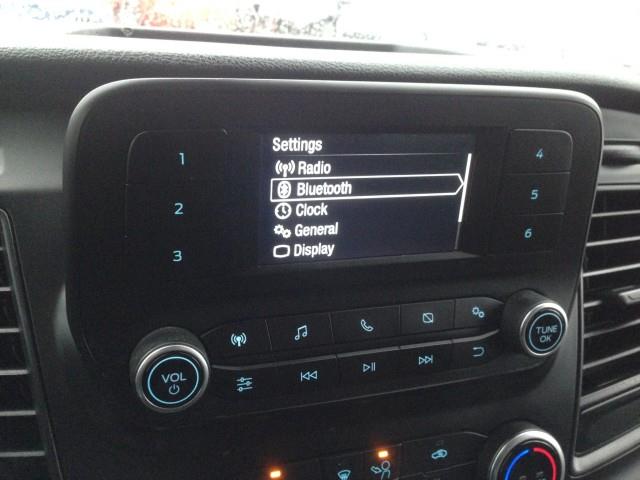 Settings
Radio
Bluetooth
Clock
General
Display
1
2
3
4
5
6
VOL
TUNE
OK